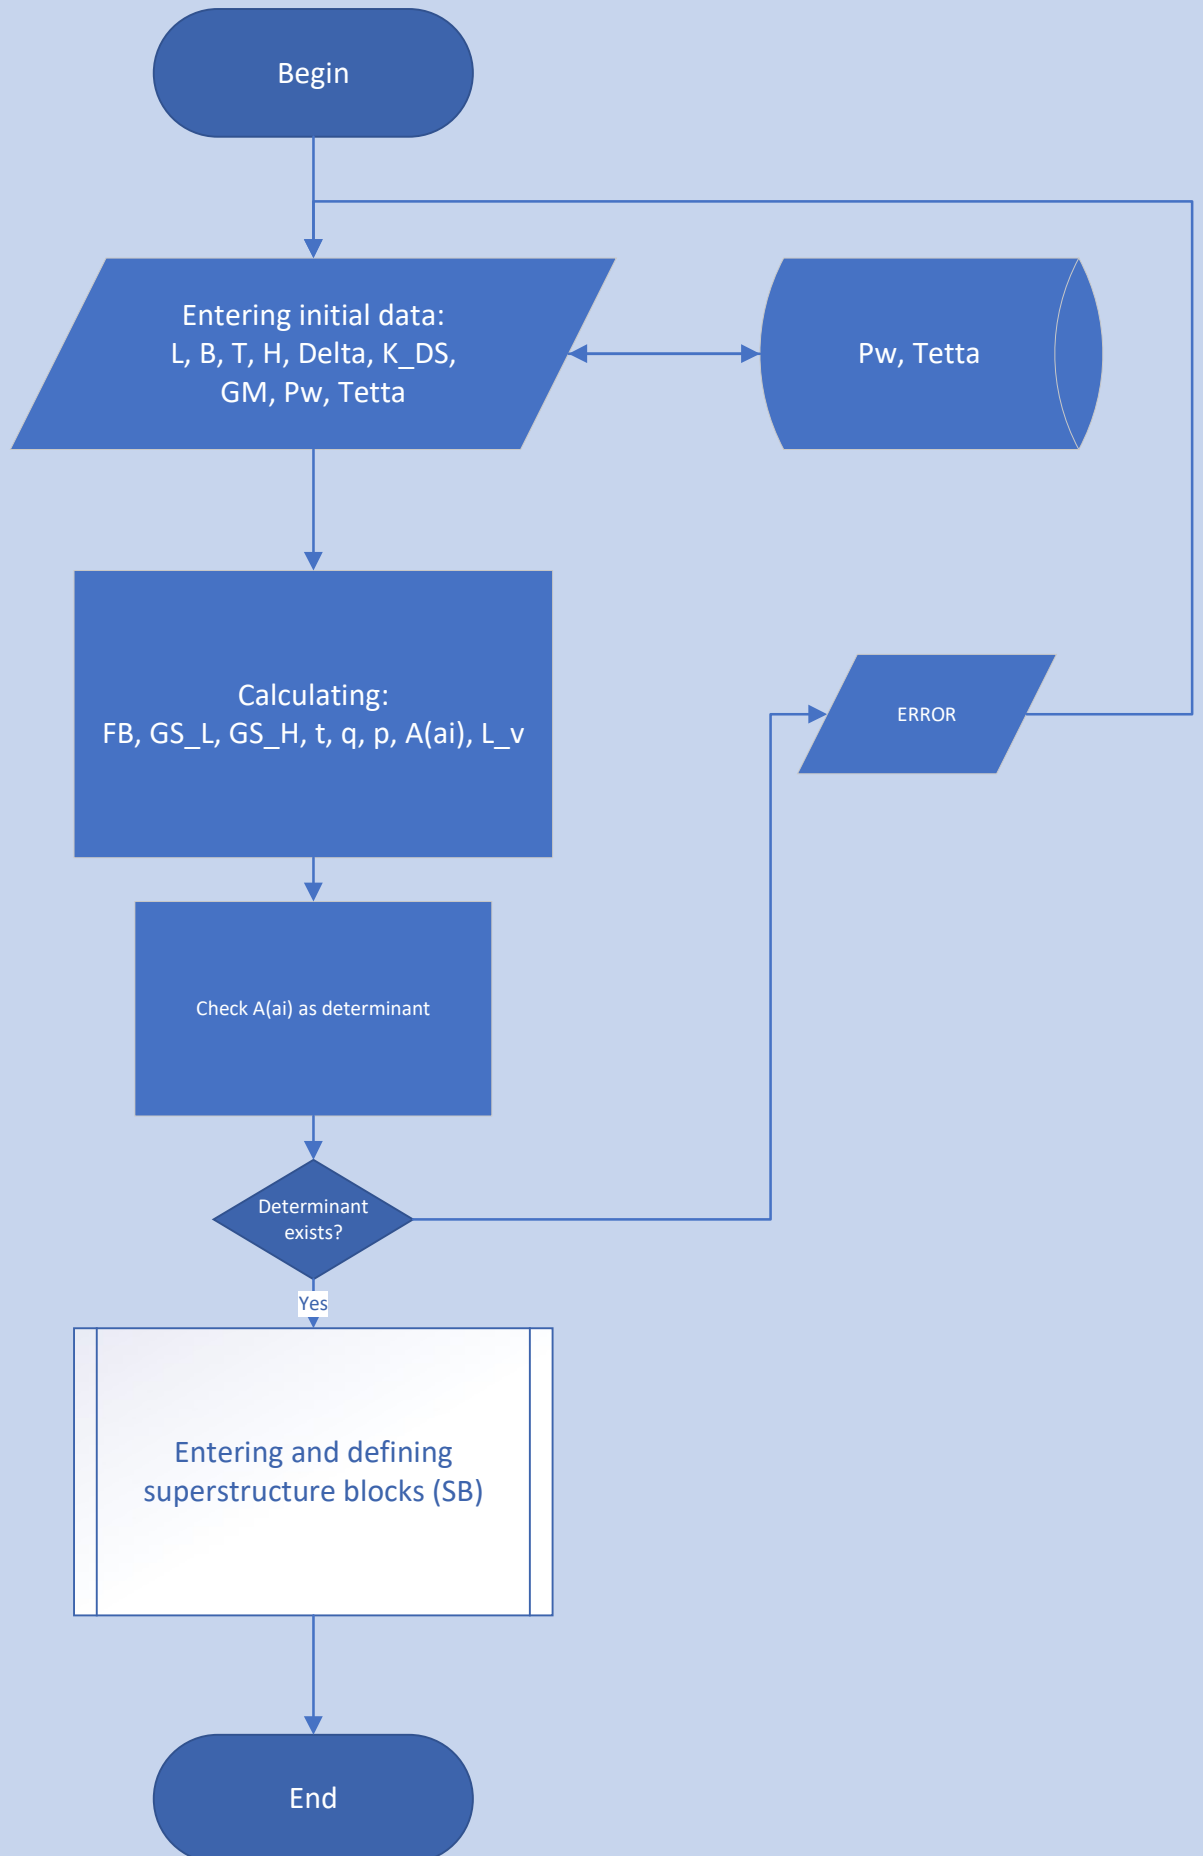 Begin
Entering initial data:
L, B, T, H, Delta, K_DS,
GM, Pw, Tetta
Pw, Tetta
Calculating:
FB, GS_L, GS_H, t, q, p, A(ai), L_v
ERROR
Check A(ai) as determinant
Determinant
exists?
Yes
Entering and defining
superstructure blocks (SB)
End